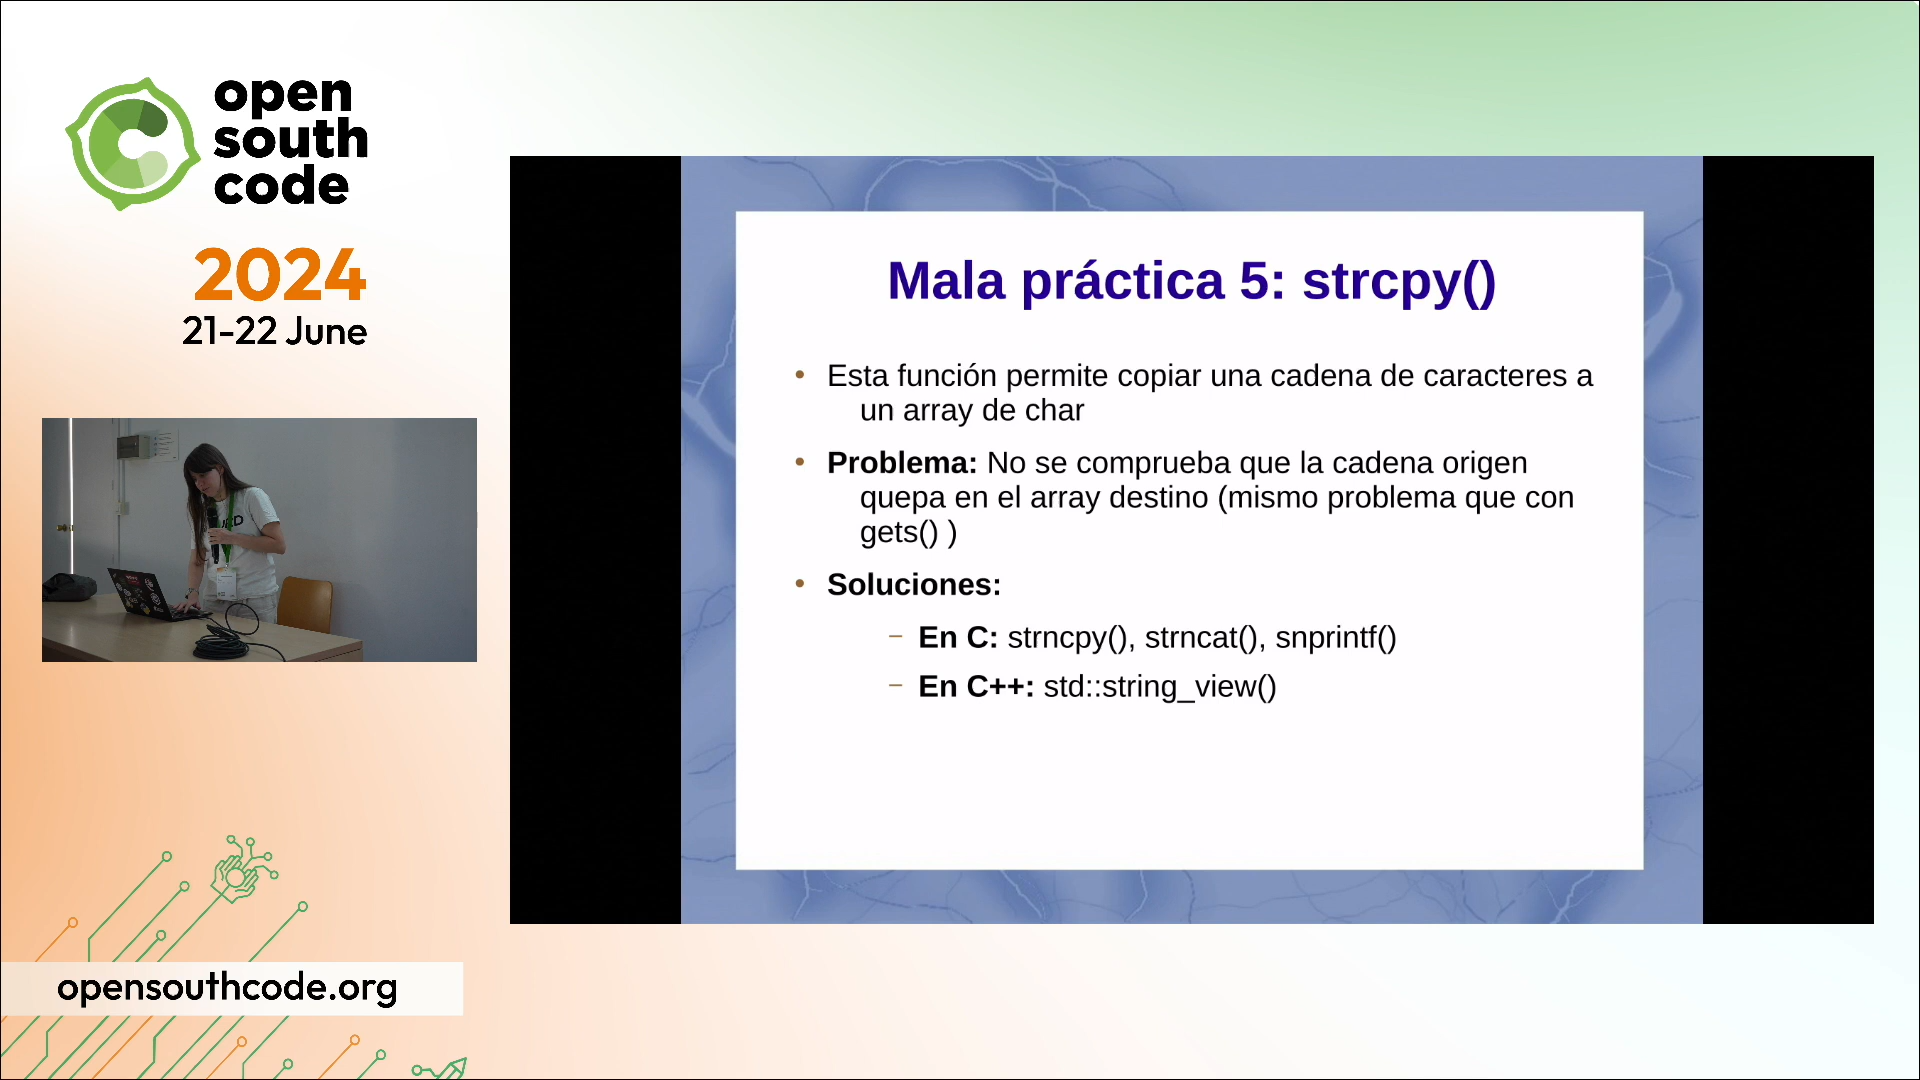 open
south
code
2024
21-22 June
Mala práctica 5: strcpy()
• Esta función permite copiar una cadena de caracteres a
un array de char
• Problema: No se comprueba que la cadena origen
quepa en el array destino (mismo problema que con
gets() )
• Soluciones:
– En C: strncpy(), strncat(), snprintf()
– En C++: std::string_view()
opensouthcode.org